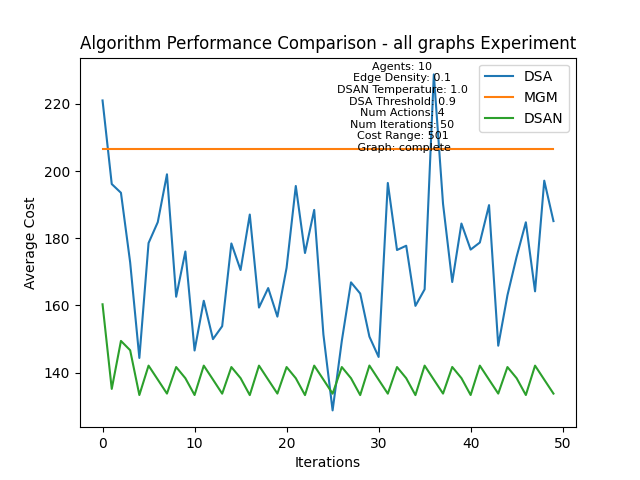 Algorithm Performance Comparison - all graphs Experiment
Agents: 10
Edge Density: 0.1
DSAN Temperature: 1.0
DSA Threshold: 0.9
Num Actions: 4
Num Iterations: 50
Cost Range: 501
Graph: complete
DSA
MGM
DSAN
Average Cost
220
200
180
160
140
0 10 20 30 40 50
Iterations